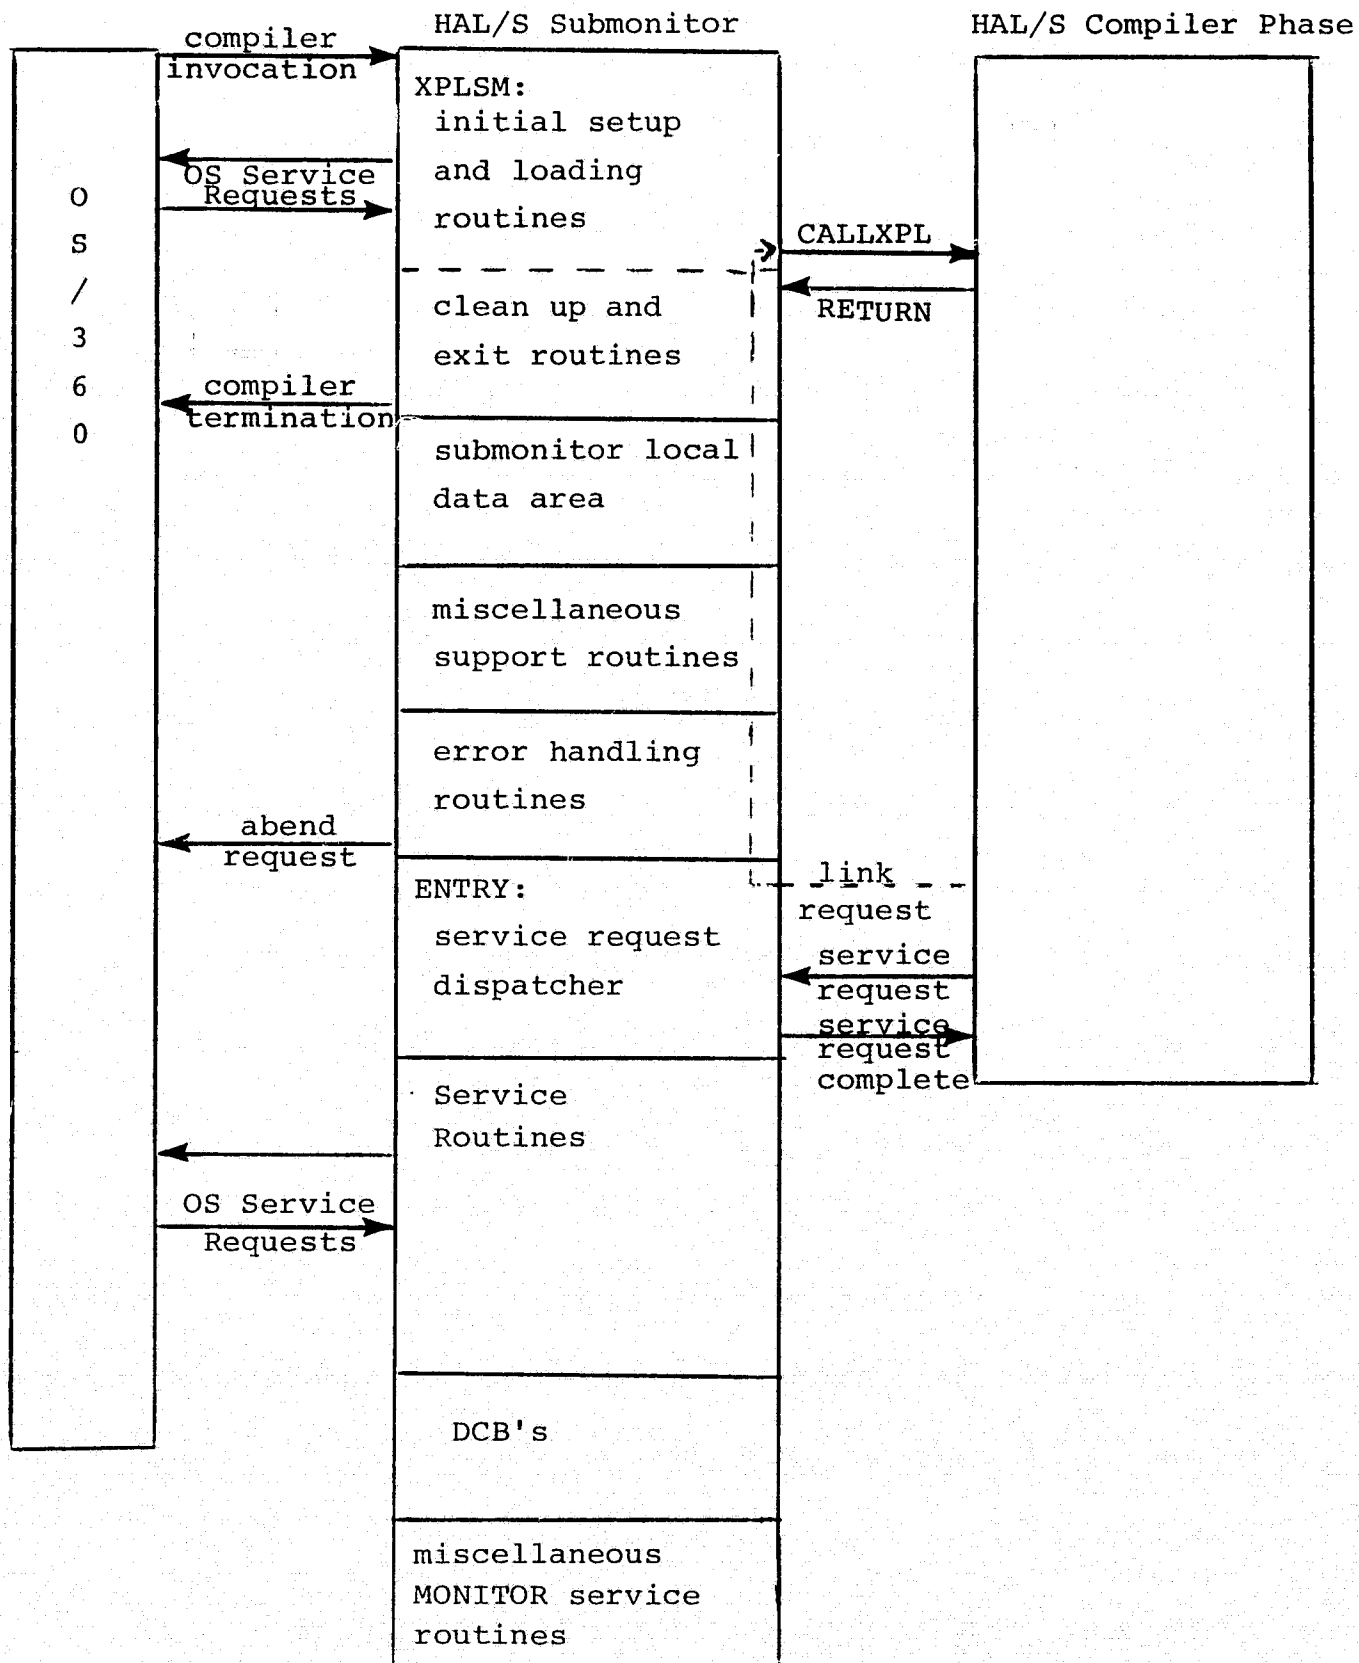 HAL/S Submonitor
HAL/S Compiler Phase
O
S
/
3
6
0
compiler
invocation
OS Service
Requests
compiler
termination
abend
request
OS Service
Requests
XPLSM:
initial setup
and loading
routines
clean up and
exit routines
submonitor local
data area
miscellaneous
support routines
error handling
routines
ENTRY:
service request
dispatcher
Service
Routines
DCB's
miscellaneous
MONITOR service
routines
CALLXPL
RETURN
link
request
service
request
service
request
complete